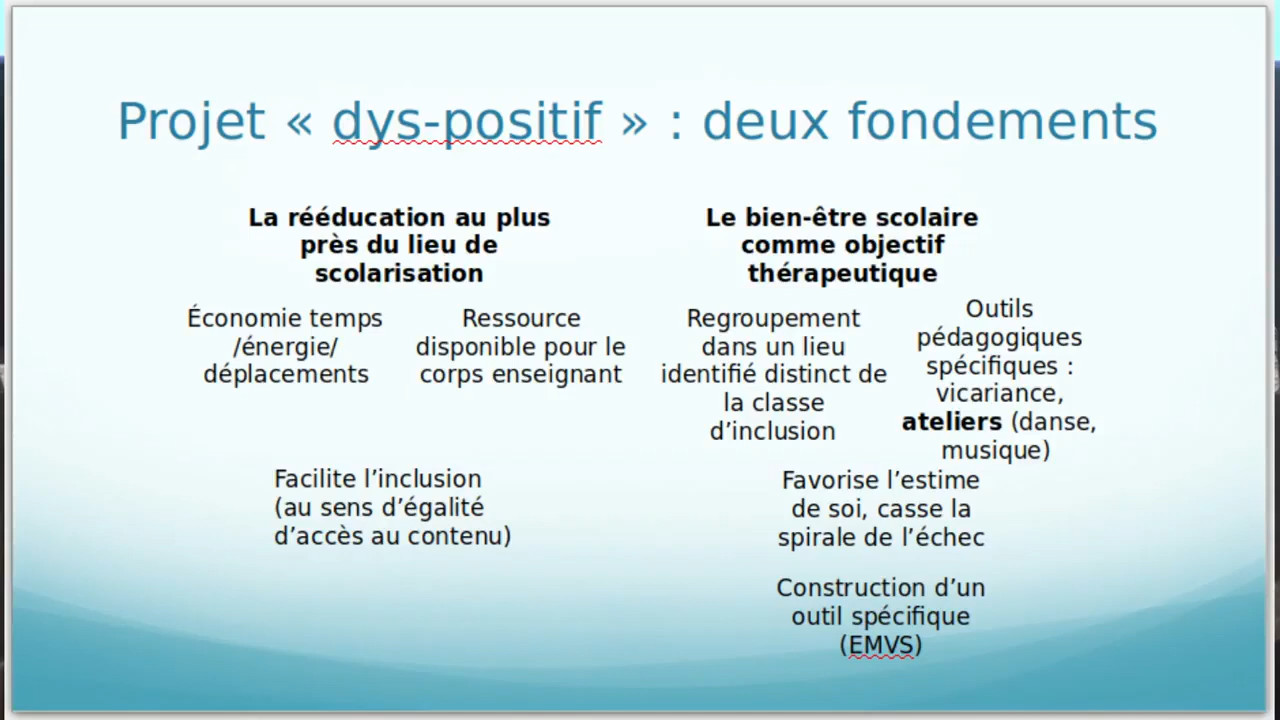 Projet « dys-positif » : deux fondements
La rééducation au plus
près du lieu de
scolarisation
Économie temps
/énergie/
déplacements
Ressource
disponible pour le
corps enseignant
Facilite l’inclusion
(au sens d’égalité
d’accès au contenu)
Le bien-être scolaire
comme objectif
thérapeutique
Regroupement
dans un lieu
identifié distinct de
la classe
d’inclusion
Outils
pédagogiques
spécifiques :
vicariance,
ateliers (danse,
musique)
Favorise l’estime
de soi, casse la
spirale de l’échec
Construction d’un
outil spécifique
(EMVS)